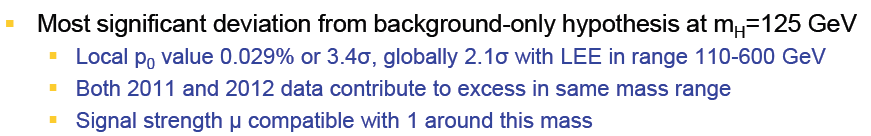 Most significant deviation from background-only hypothesis at mH=125 GeV
Local p0 value 0.029% or 3.4σ, globally 2.1σ with LEE in range 110-600 GeV
Both 2011 and 2012 data contribute to excess in same mass range
Signal strength μ compatible with 1 around this mass